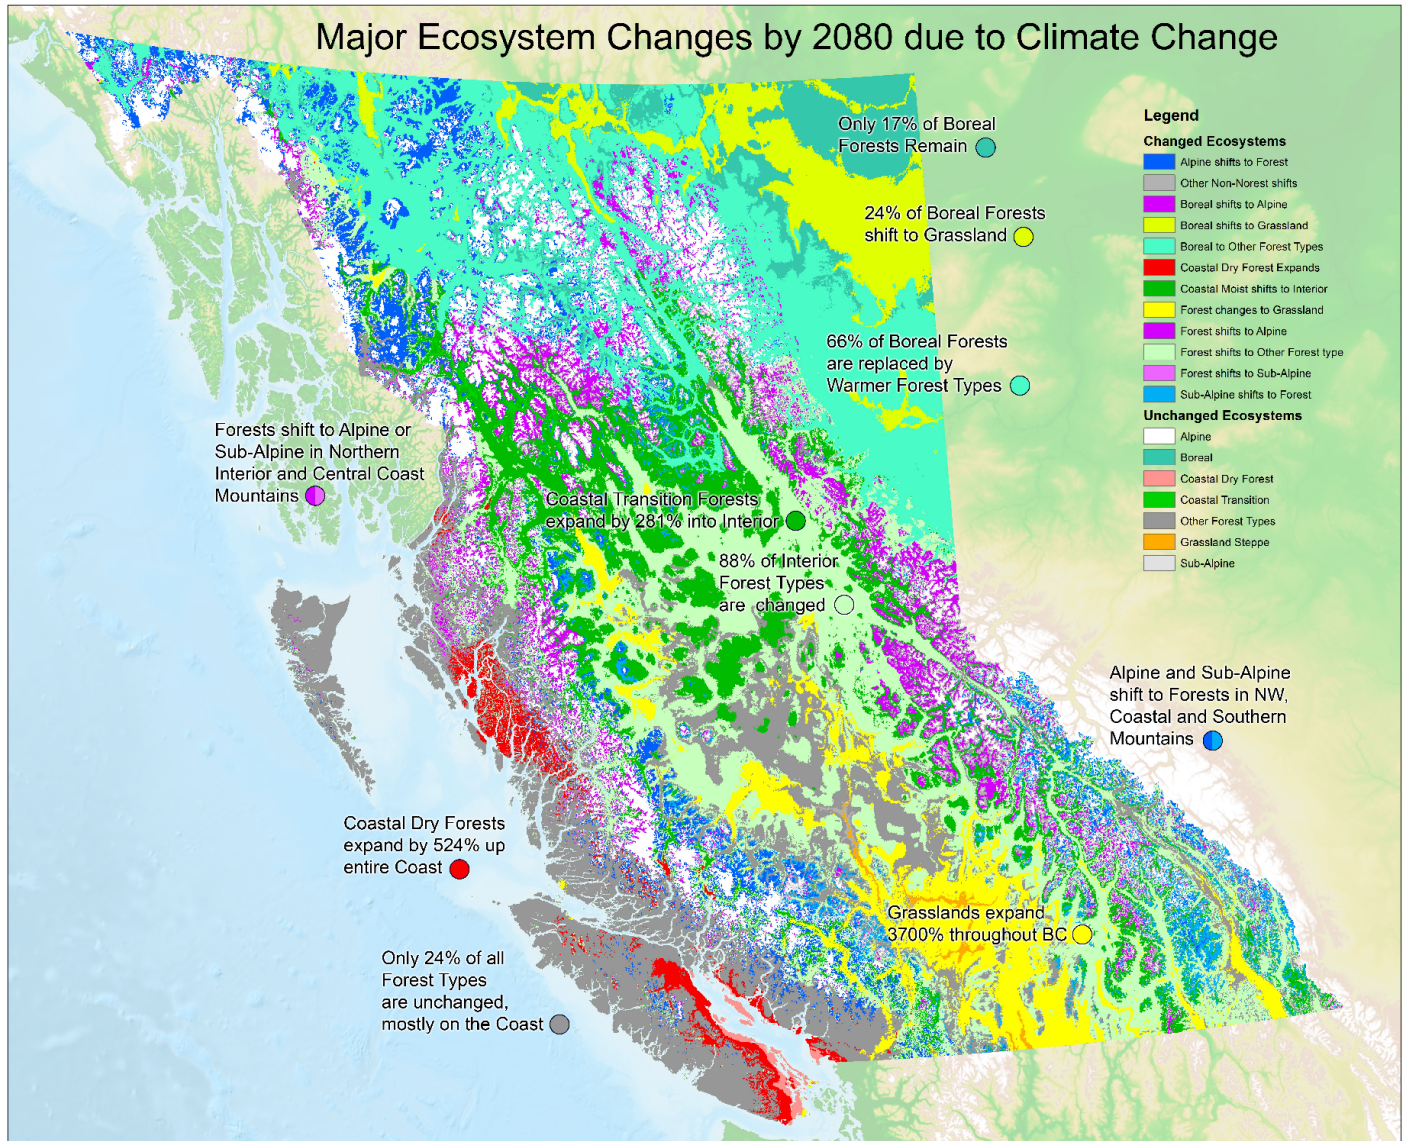 Major Ecosystem Changes by 2080 due to Climate Change
Only 17% of Boreal
Forests Remain
24% of Boreal Forests
shift to Grassland
66% of Boreal Forests
are replaced by
Warmer Forest Types
Forests shift to Alpine or
Sub-Alpine in Northern
Interior and Central Coast
Mountains
Coastal Transition Forests
expand by 281% into Interior
88% of Interior
Forest Types
are changed
Alpine and Sub-Alpine
shift to Forests in NW,
Coastal and Southern
Mountains
Coastal Dry Forests
expand by 524% up
entire Coast
Grasslands expand
3700% throughout BC
Only 24% of all
Forest Types
are unchanged,
mostly on the Coast
Legend
Changed Ecosystems
Alpine shifts to Forest
Other Non-Norest shifts
Boreal shifts to Alpine
Boreal shifts to Grassland
Boreal to Other Forest Types
Coastal Dry Forest Expands
Coastal Moist shifts to Interior
Forest changes to Grassland
Forest shifts to Alpine
Forest shifts to Other Forest type
Forest shifts to Sub-Alpine
Sub-Alpine shifts to Forest
Unchanged Ecosystems
Alpine
Boreal
Coastal Dry Forest
Coastal Transition
Other Forest Types
Grassland Steppe
Sub-Alpine